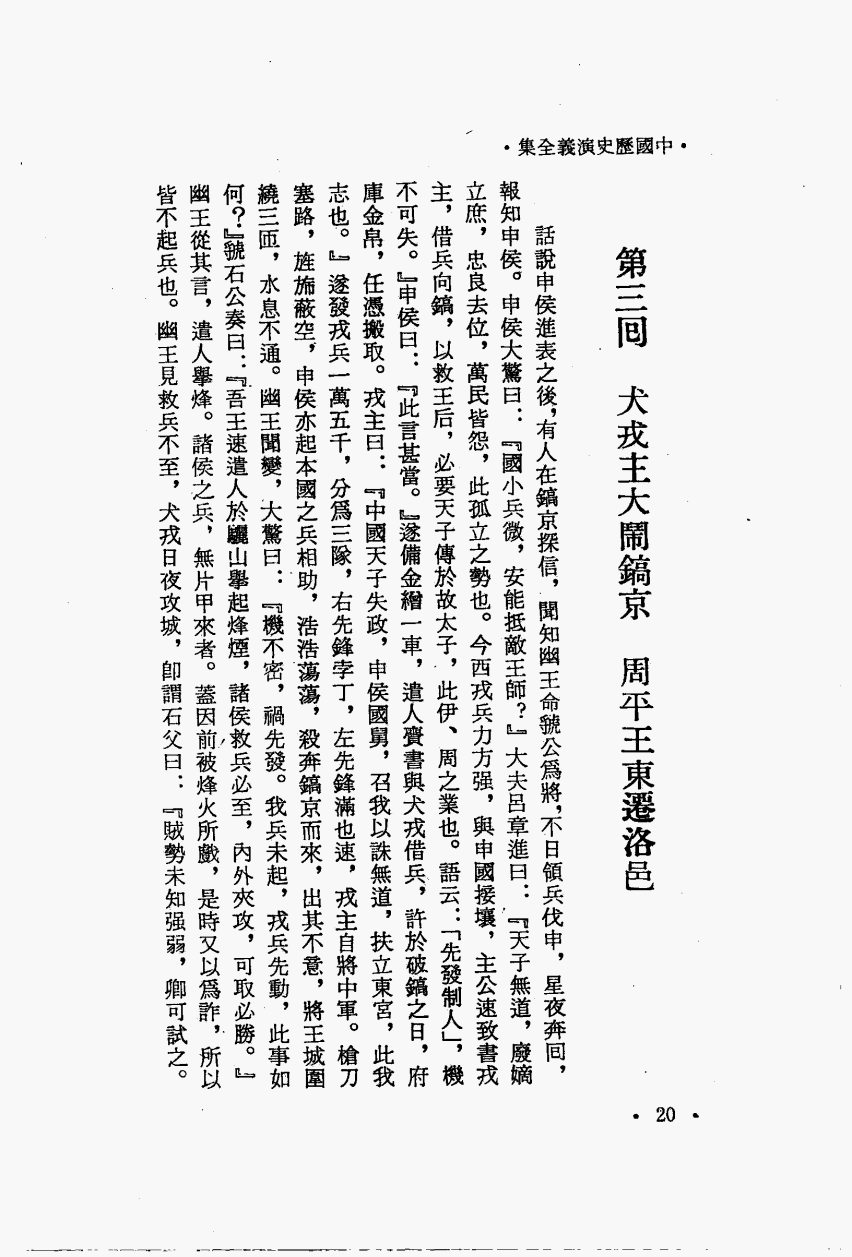 ·中國歷史演義全集·
第三囘　犬戎主大鬧鎬京　周平王東遷洛邑
話說申侯進表之後，有人在鎬京探信，聞知幽王命虢公爲將，不日領兵伐申，星夜奔囘，
報知申侯。申侯大驚曰：『國小兵微，安能抵敵王師？』大夫呂章進曰：『天子無道，廢嫡
立庶，忠良去位，萬民皆怨，此孤立之勢也。今西戎兵力方强，與申國接壤，主公速致書戎
主，借兵向鎬，以救王后，必要天子傳於故太子，此伊、周之業也。語云：「先發制人」，機
不可失。』申侯曰：『此言甚當。』遂備金繒一車，遣人賫書與犬戎借兵，許於破鎬之日，府
庫金帛，任憑搬取。戎主曰：『中國天子失政，申侯國舅，召我以誅無道，扶立東宮，此我
志也。』遂發戎兵一萬五千，分爲三隊，右先鋒孛丁，左先鋒滿也速，戎主自將中軍。槍刀
塞路，旌旆蔽空，申侯亦起本國之兵相助，浩浩蕩蕩，殺奔鎬京而來，出其不意，將王城圍
繞三匝，水息不通。幽王聞變，大驚曰：『機不密，禍先發。我兵未起，戎兵先動，此事如
何？』虢石公奏曰：『吾王速遣人於驪山擧起烽煙，諸侯救兵必至，內外夾攻，可取必勝。』
幽王從其言，遣人擧烽。諸侯之兵，無片甲來者。蓋因前被烽火所戲，是時又以爲詐，所以
皆不起兵也。幽王見救兵不至，犬戎日夜攻城，卽謂石父曰：『賊勢未知强弱，卿可試之。
·20·